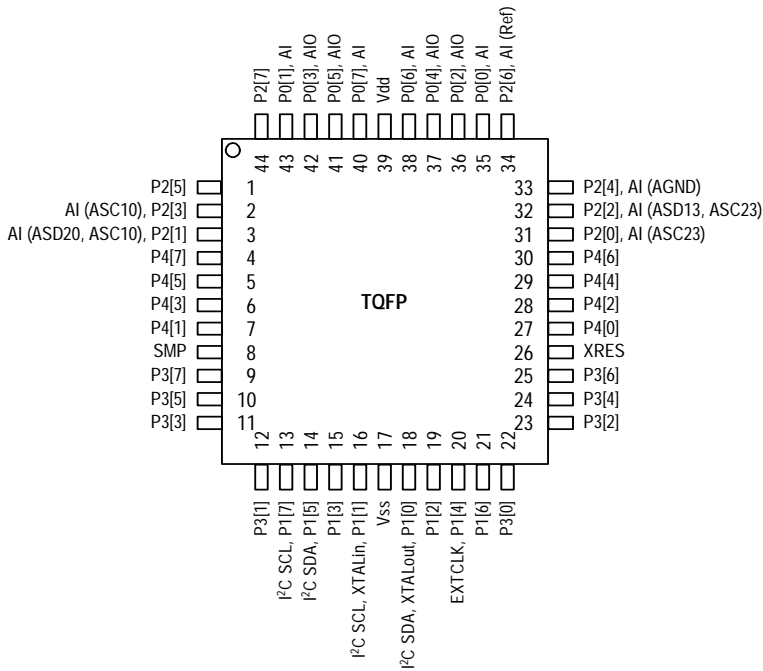 P2[7]
P0[1], AI
P0[3], AIO
P0[5], AIO
P0[7], AI
Vdd
P0[6], AI
P0[4], AIO
P0[2], AIO
P0[0], AI
P2[6], AI (Ref)
44
43
42
41
40
39
38
37
36
35
34
P2[5] 1
AI (ASC10), P2[3] 2
AI (ASD20, ASC10), P2[1] 3
P4[7] 4
P4[5] 5
P4[3] 6
P4[1] 7
SMP 8
P3[7] 9
P3[5] 10
P3[3] 11
TQFP
33 P2[4], AI (AGND)
32 P2[2], AI (ASD13, ASC23)
31 P2[0], AI (ASC23)
30 P4[6]
29 P4[4]
28 P4[2]
27 P4[0]
26 XRES
25 P3[6]
24 P3[4]
23 P3[2]
12
13
14
15
16
17
18
19
20
21
22
P3[1]
I²C SCL, P1[7]
I²C SDA, P1[5]
P1[3]
I²C SCL, XTALin, P1[1]
Vss
I²C SDA, XTALout, P1[0]
P1[2]
EXTCLK, P1[4]
P1[6]
P3[0]